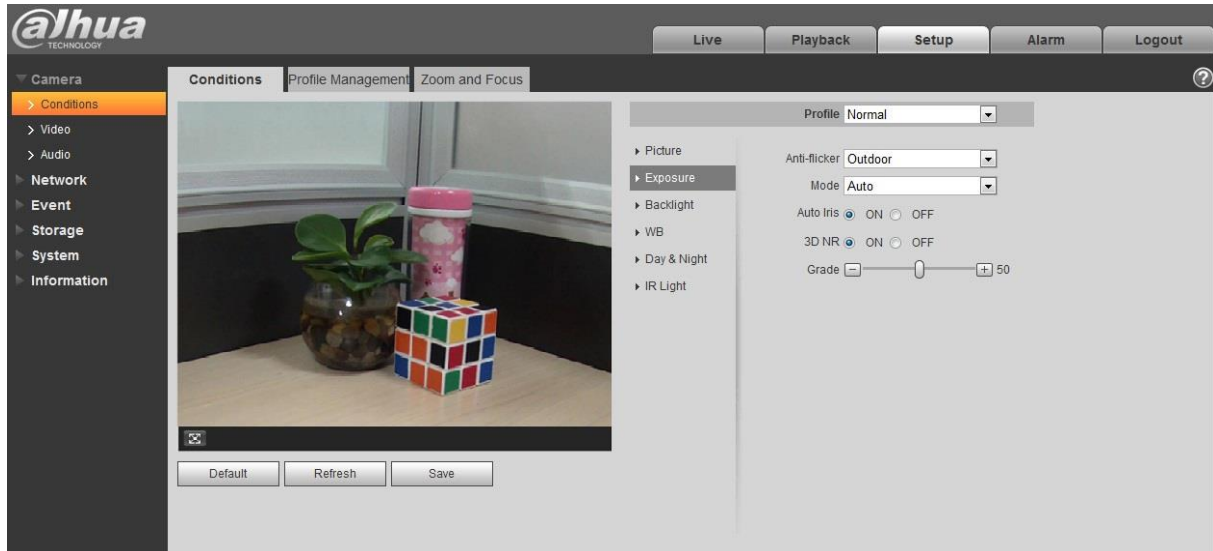 alhua
TECHNOLOGY
Live Playback Setup Alarm Logout
Camera
Conditions
Video
Audio
Network
Event
Storage
System
Information
Conditions Profile Management Zoom and Focus
?
Default Refresh Save
Profile Normal
Picture
Exposure
Backlight
WB
Day & Night
IR Light
Anti-flicker Outdoor
Mode Auto
Auto Iris ON OFF
3D NR ON OFF
Grade 50